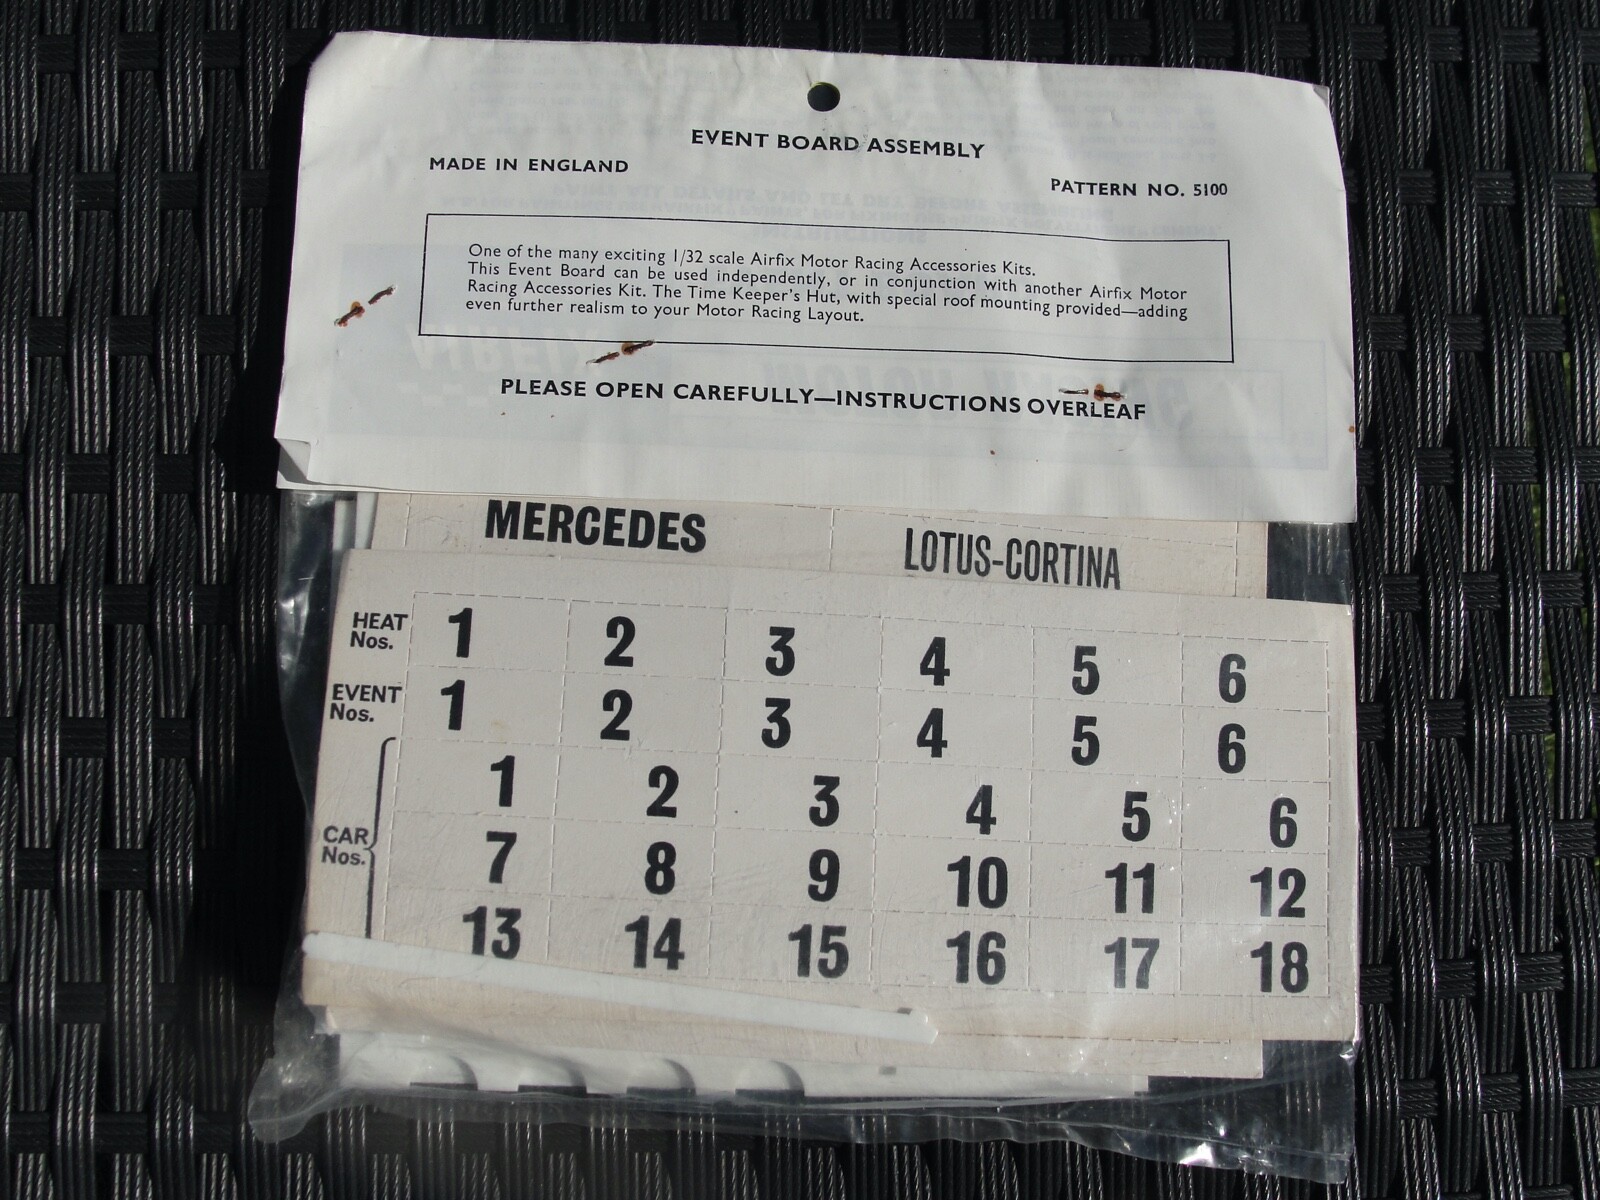 EVENT BOARD ASSEMBLY
MADE IN ENGLAND
PATTERN NO. 5100
One of the many exciting 1/32 scale Airfix Motor Racing Accessories Kits.
This Event Board can be used independently, or in conjunction with another Airfix Motor
Racing Accessories Kit. The Time Keeper's Hut, with special roof mounting provided—adding
even further realism to your Motor Racing Layout.
PLEASE OPEN CAREFULLY—INSTRUCTIONS OVERLEAF
MERCEDES LOTUS-CORTINA
HEAT Nos. 1 2 3 4 5 6
EVENT Nos. 1 2 3 4 5 6
1 2 3 4 5 6
CAR Nos. 7 8 9 10 11 12
13 14 15 16 17 18